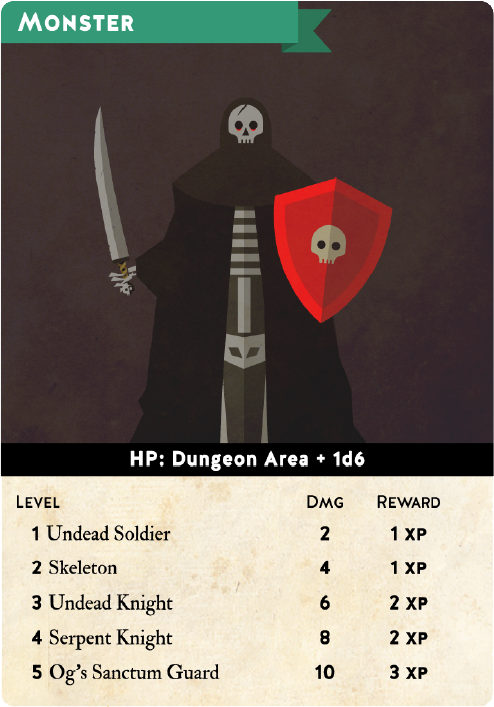 Monster
HP: Dungeon Area + 1d6
Level Dmg Reward
1 Undead Soldier 2 1 XP
2 Skeleton 4 1 XP
3 Undead Knight 6 2 XP
4 Serpent Knight 8 2 XP
5 Og's Sanctum Guard 10 3 XP